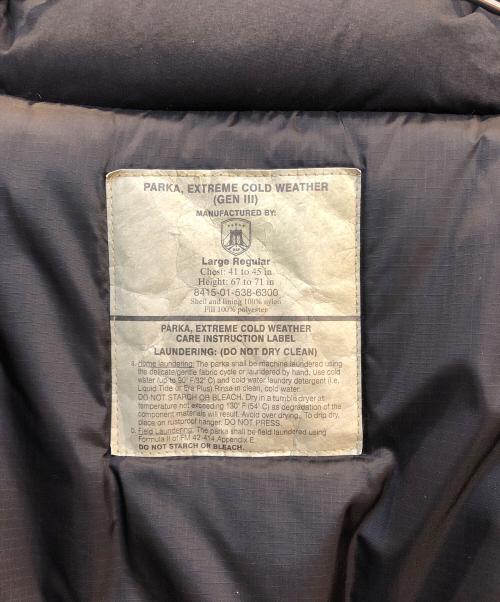 PARKA, EXTREME COLD WEATHER
(GEN III)
MANUFACTURED BY:
Large Regular
Chest: 41 to 45 in
Height: 67 to 71 in
8415-01-538-6300
Shell and lining 100% nylon
Fill 100% polyester
PARKA, EXTREME COLD WEATHER
CARE INSTRUCTION LABEL
LAUNDERING: (DO NOT DRY CLEAN)
a. Home laundering: The parka shall be machine laundered using
the delicate/gentle fabric cycle or laundered by hand. Use cold
water (up to 90° F/32° C) and cold water laundry detergent (i.e.
Liquid Tide or Era Plus). Rinse in clean, cold water.
DO NOT STARCH OR BLEACH. Dry in a tumble dryer at
temperature not exceeding 130° F(54° C) as degradation of the
component materials will result. Avoid over drying. To drip dry,
place on rustproof hanger. DO NOT PRESS.
b. Field Laundering: The parka shall be field laundered using
Formula II of FM 42-414 Appendix E.
DO NOT STARCH OR BLEACH.